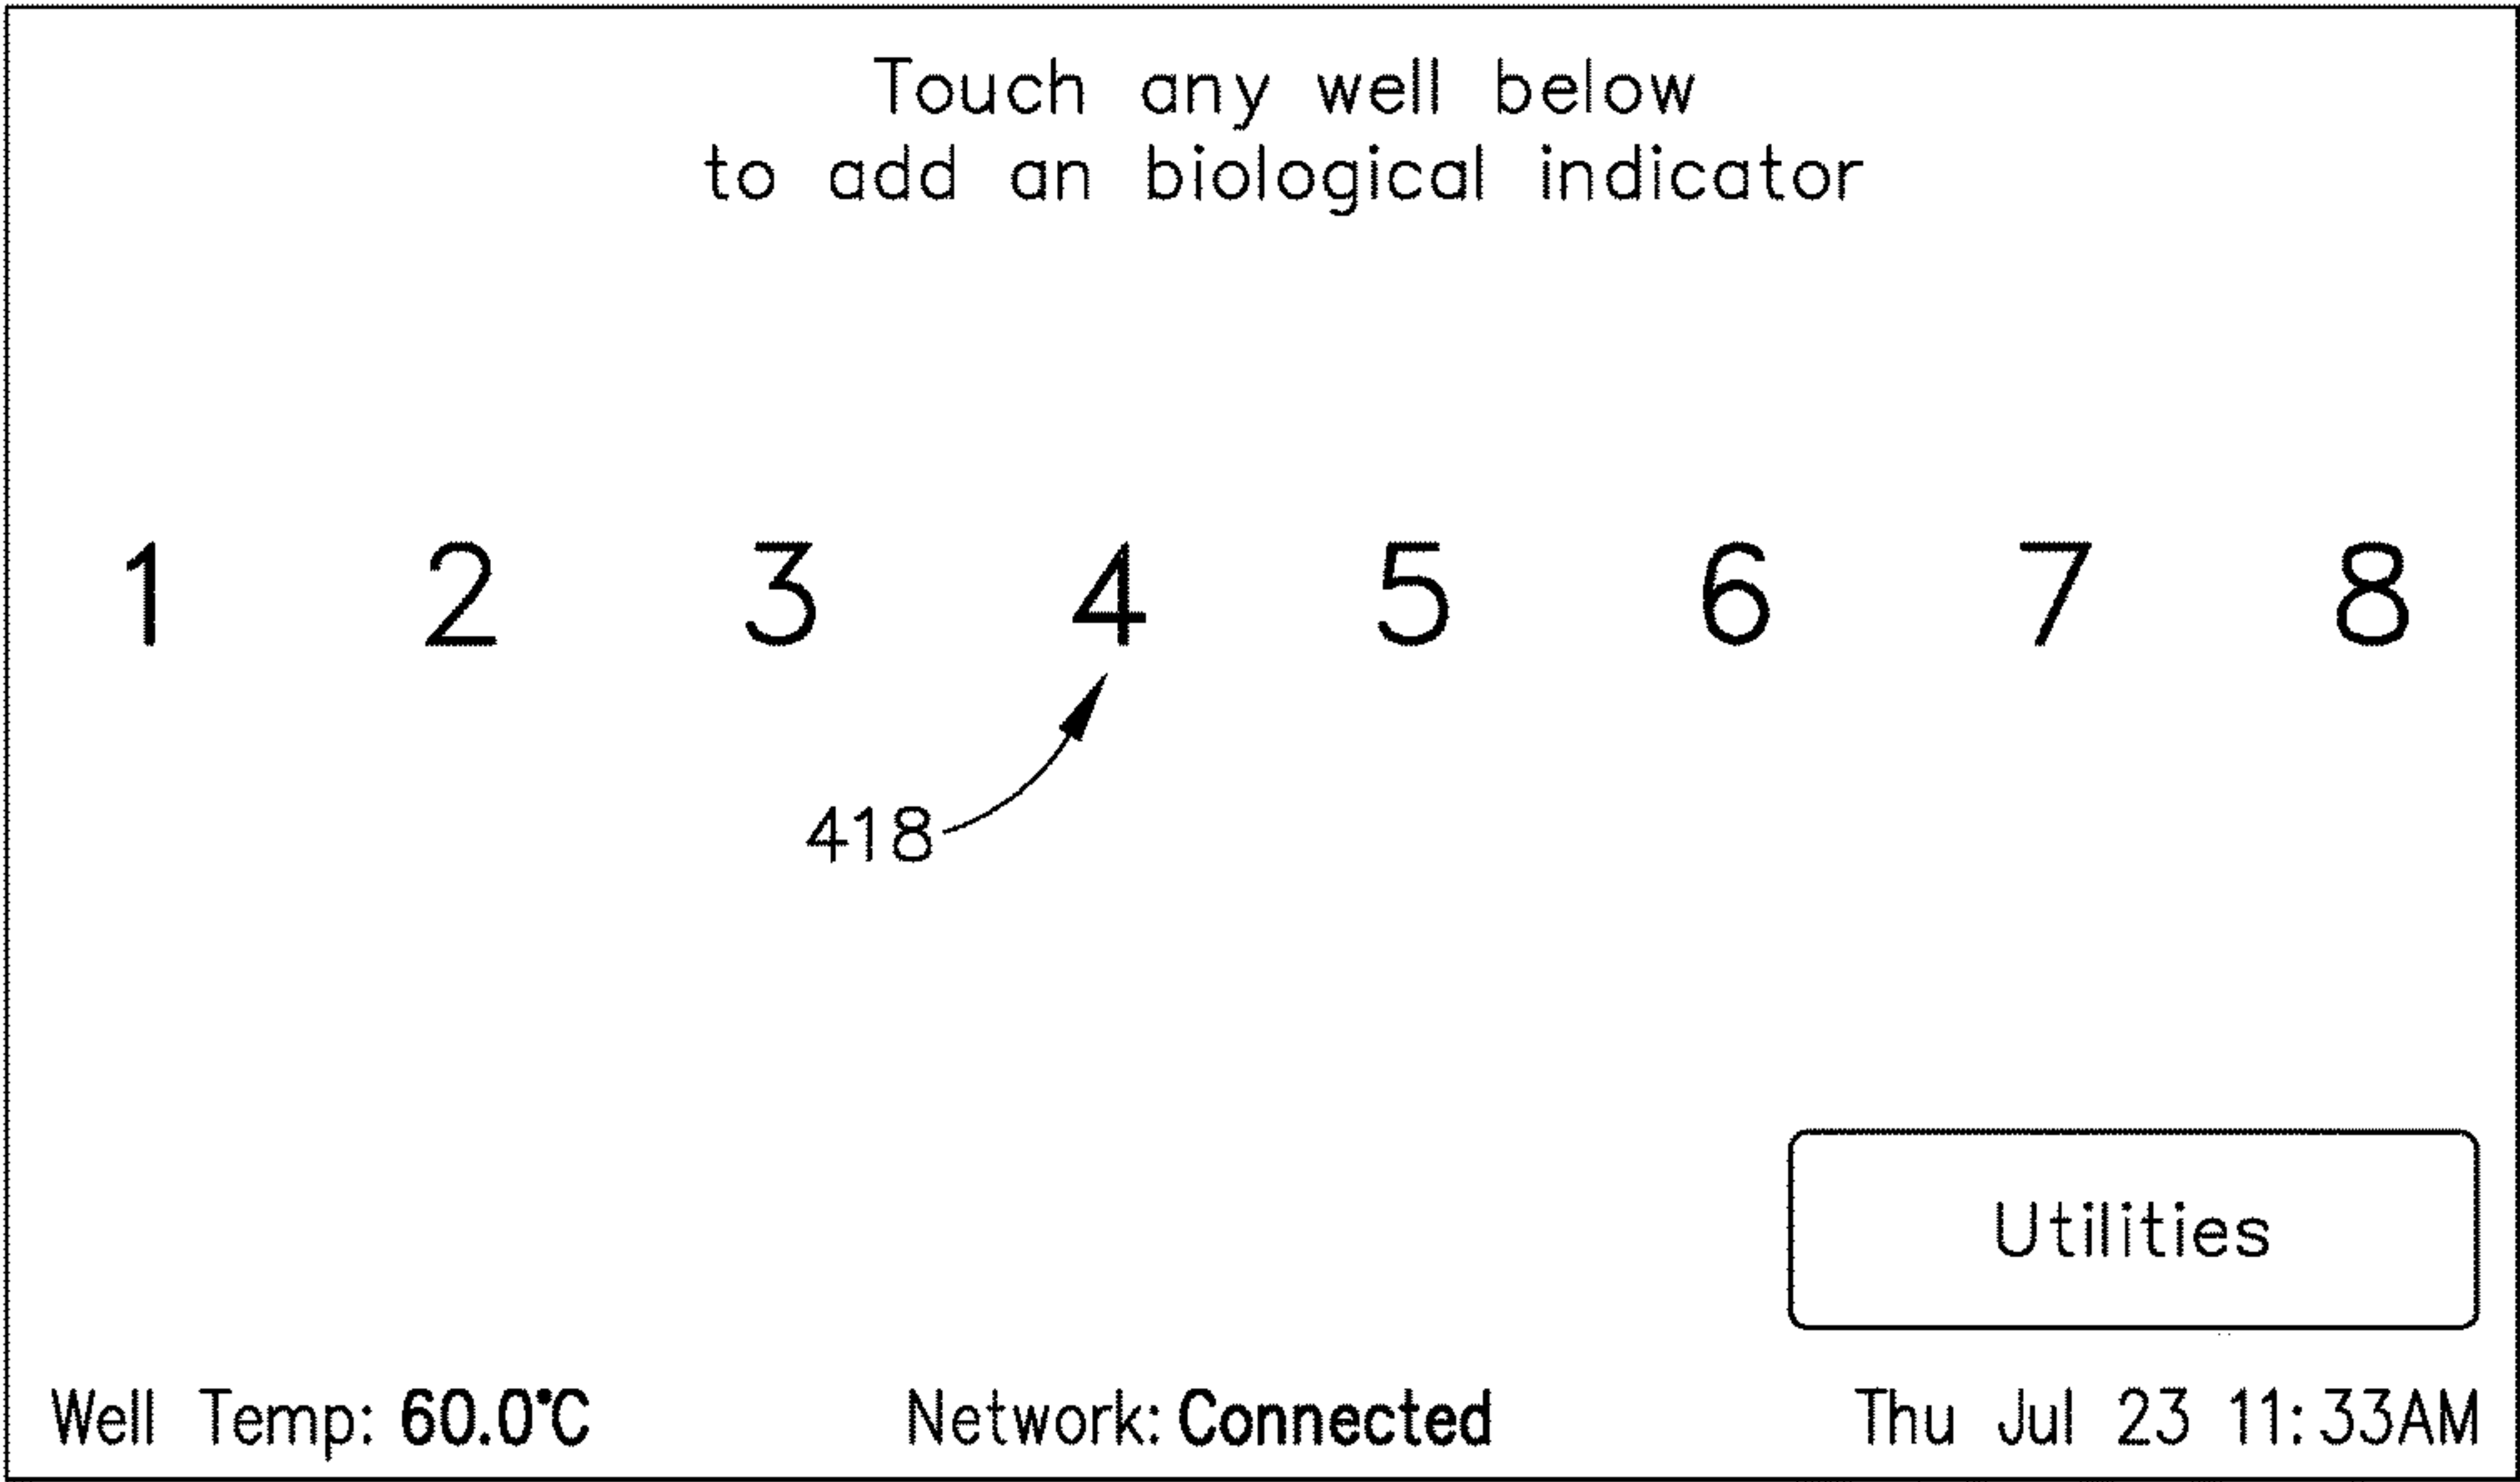 Touch any well below
to add an biological indicator
1 2 3 4 5 6 7 8
418
Utilities
Well Temp: 60.0°C Network: Connected Thu Jul 23 11:33AM